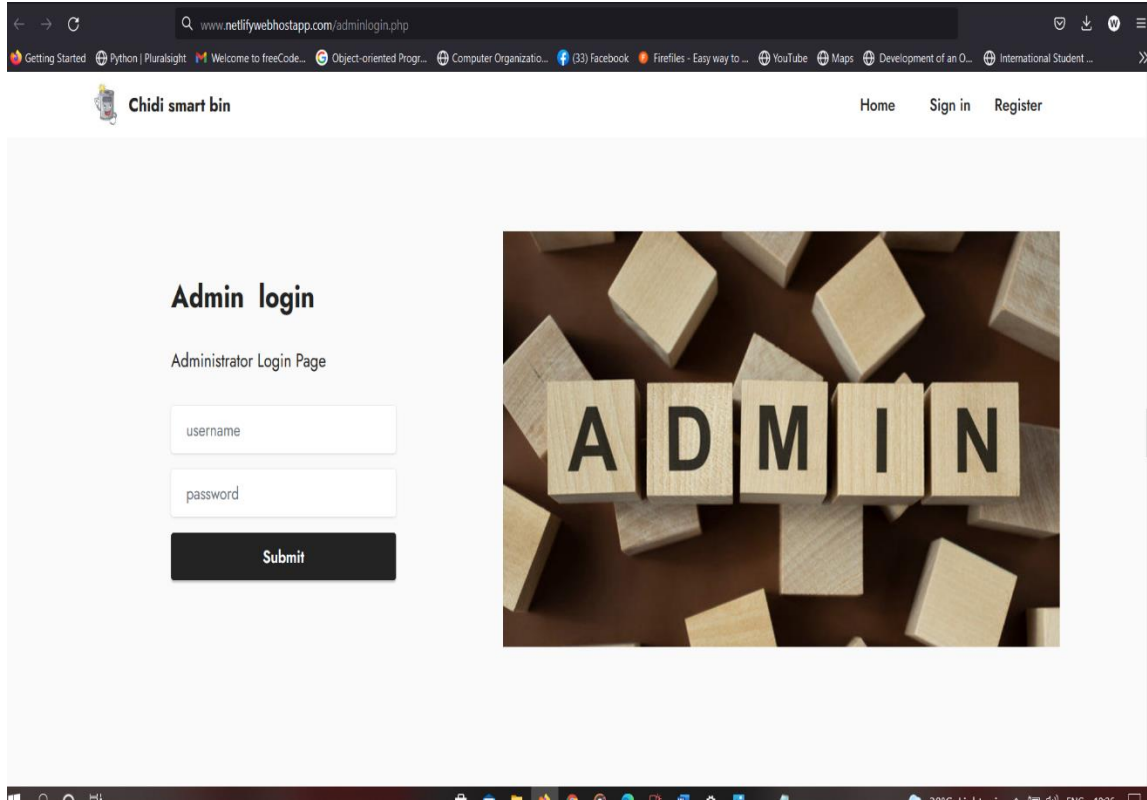 www.netlifywebhostapp.com/adminlogin.php
W
Getting Started Python | Pluralsight Welcome to freeCode... Object-oriented Progr... Computer Organizatio... (33) Facebook Firefiles - Easy way to ... YouTube Maps Development of an O... International Student ...
Chidi smart bin Home Sign in Register
Admin login
Administrator Login Page
username
password
Submit
ADMIN